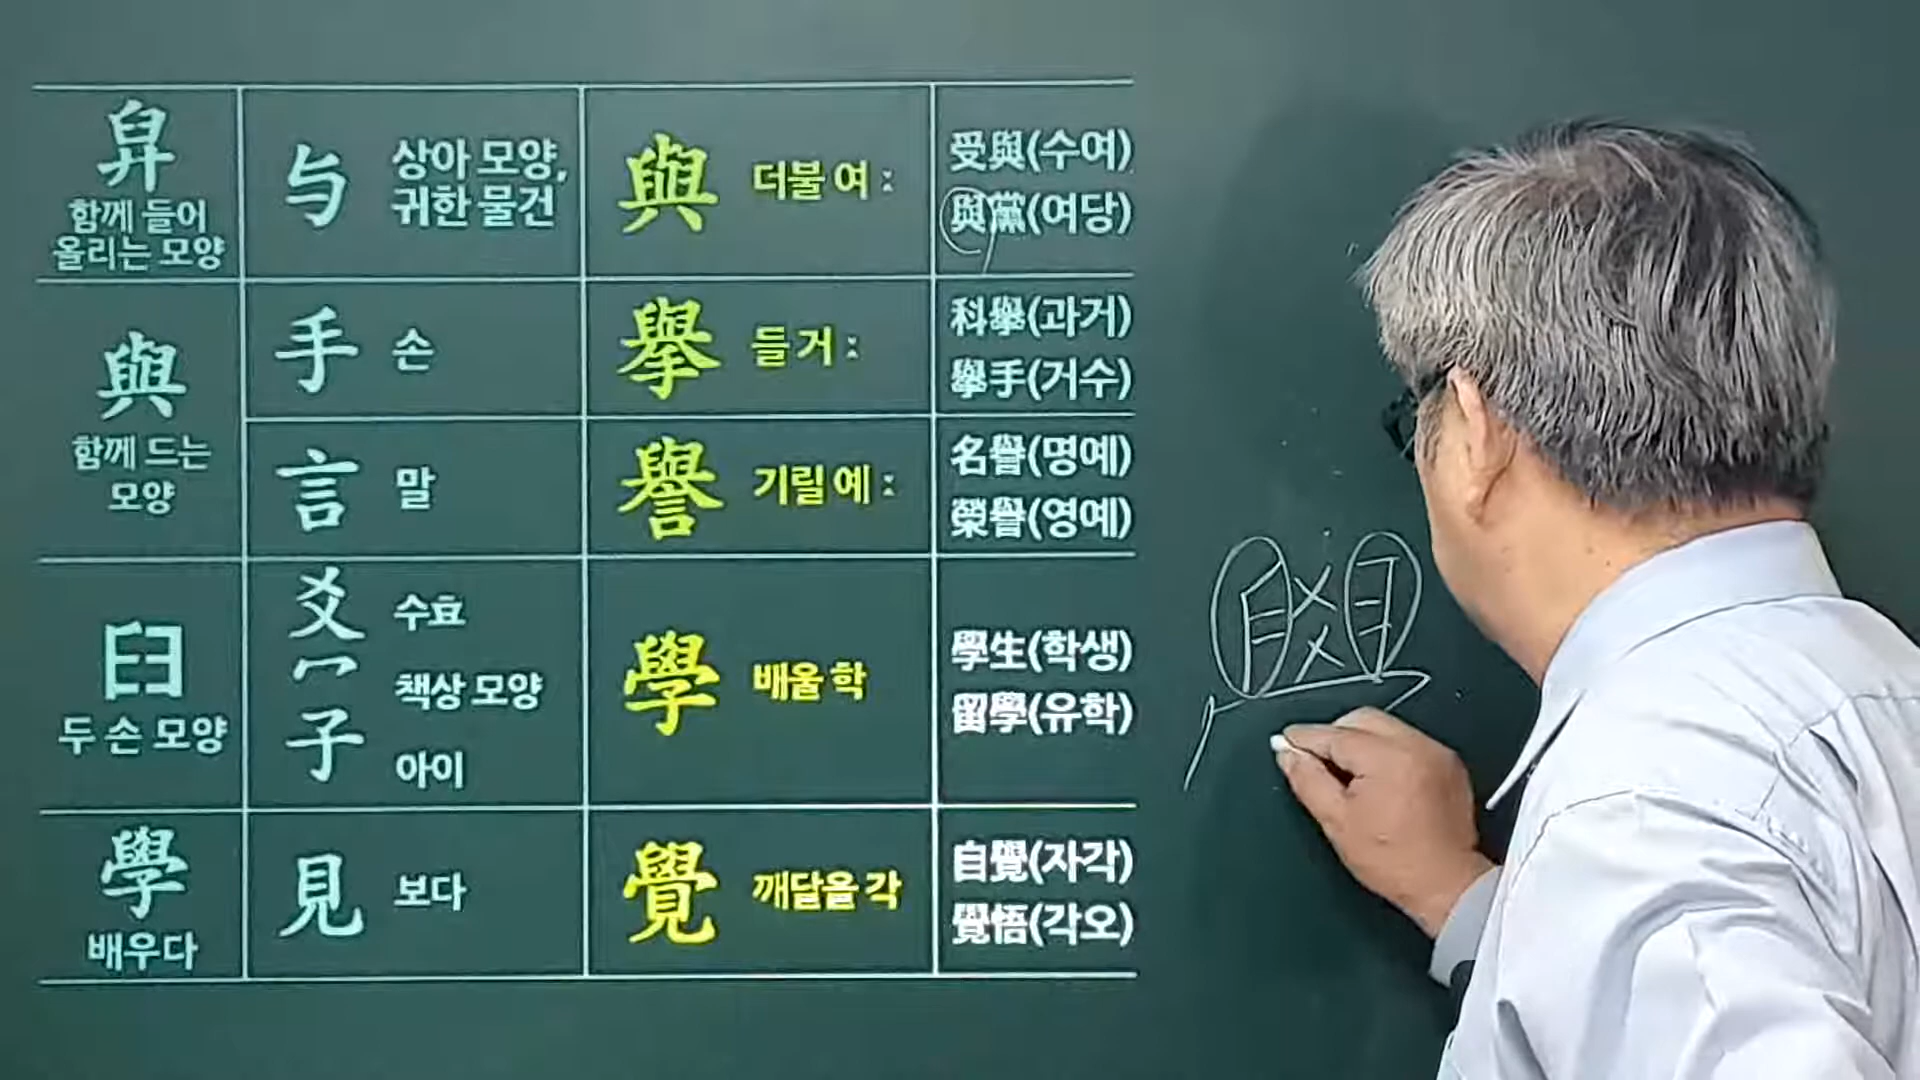 舁
함께 들어
올리는 모양
与
상아 모양,
귀한 물건
與 더불 여 :
受與(수여)
與黨(여당)
與
함께 드는
모양
手 손
擧 들 거 :
科擧(과거)
擧手(거수)
言 말
譽 기릴 예 :
名譽(명예)
榮譽(영예)
臼
두 손 모양
爻 수효
冖 책상 모양
子 아이
學 배울 학
學生(학생)
留學(유학)
學
배우다
見 보다
覺 깨달을 각
自覺(자각)
覺悟(각오)